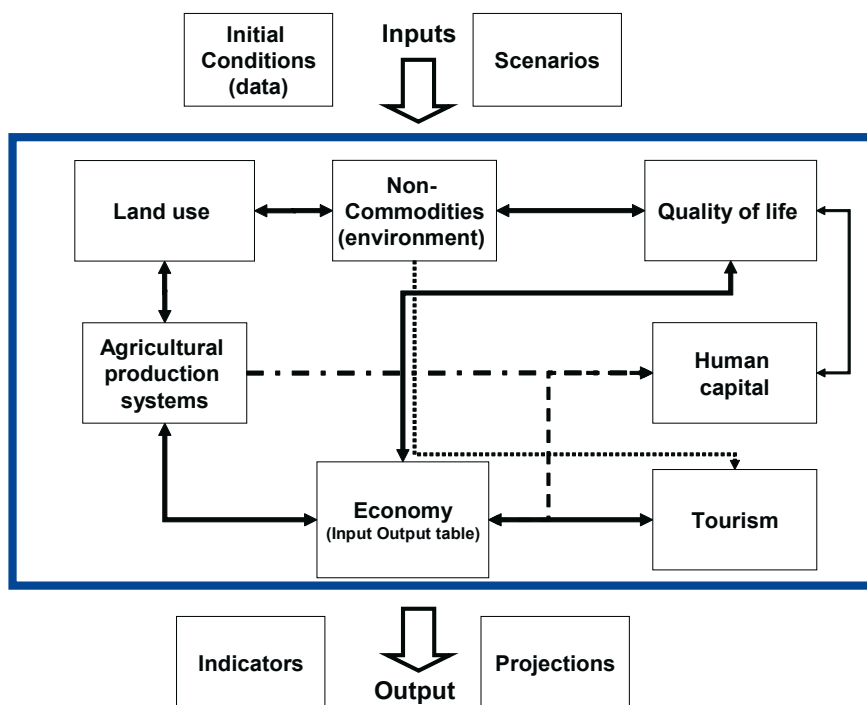 Initial
Conditions
(data)
Inputs
Scenarios
Land use
Non-
Commodities
(environment)
Quality of life
Agricultural
production
systems
Human
capital
Economy
(Input Output table)
Tourism
Indicators
Output
Projections